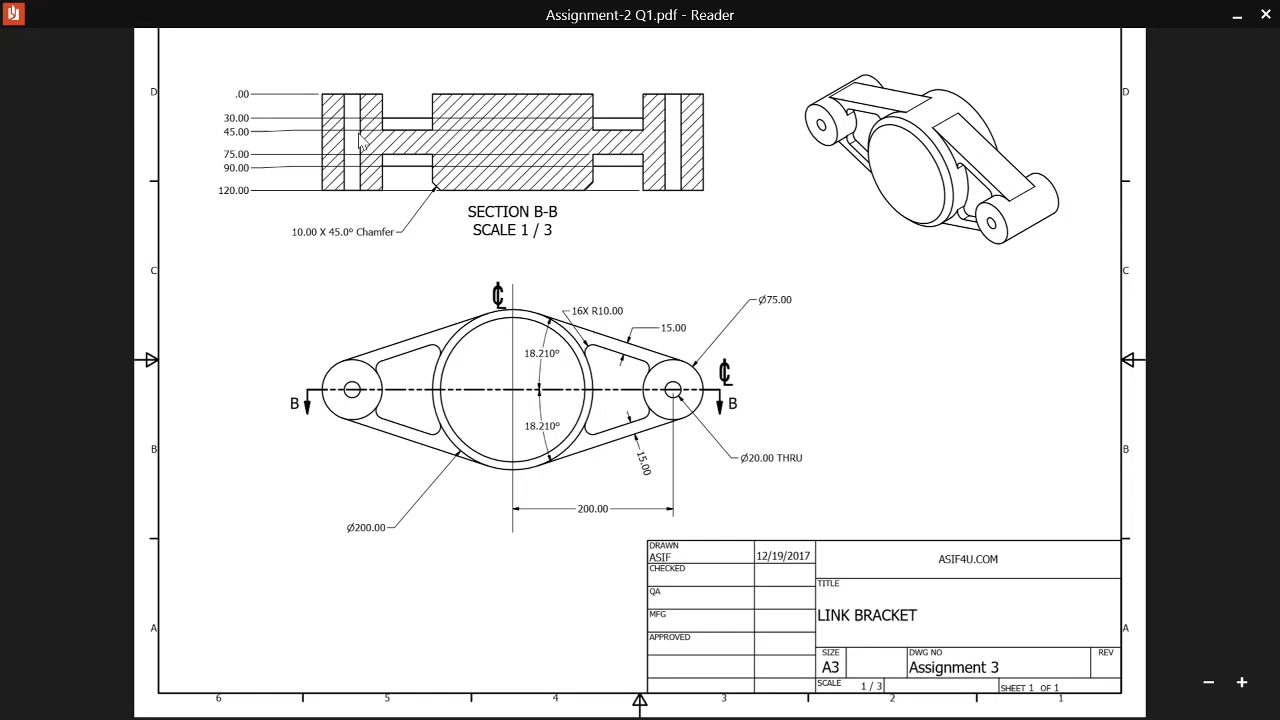 Assignment-2 Q1.pdf - Reader
D
D
.00
30.00
45.00
75.00
90.00
120.00
SECTION B-B
SCALE 1 / 3
10.00 X 45.0° Chamfer
C
C
℄
16X R10.00
Ø75.00
15.00
18.210°
℄
B
B
18.210°
B
B
15.00
Ø20.00 THRU
200.00
Ø200.00
DRAWN
ASIF
12/19/2017
ASIF4U.COM
CHECKED
TITLE
QA
LINK BRACKET
MFG
A
A
APPROVED
SIZE
A3
DWG NO
Assignment 3
REV
SCALE
1 / 3
SHEET 1 OF 1
6
5
4
3
2
1